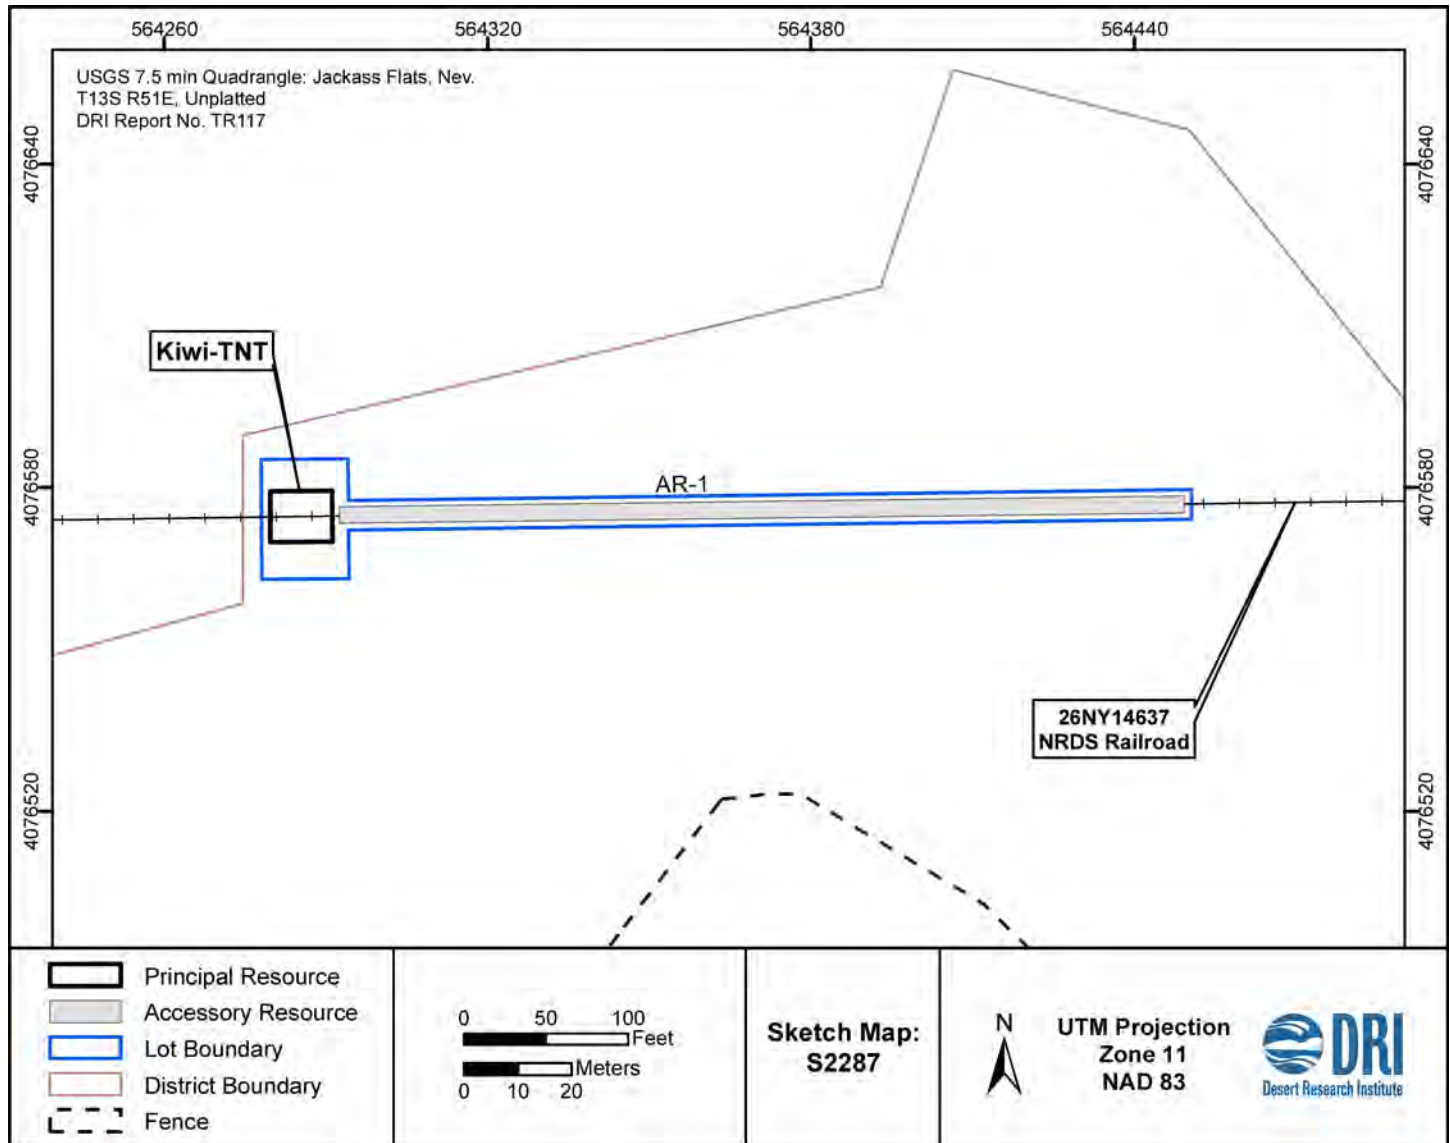 564260
564320
564380
564440
USGS 7.5 min Quadrangle: Jackass Flats, Nev.
T13S R51E, Unplatted
DRI Report No. TR117
4076640
4076640
Kiwi-TNT
AR-1
4076580
4076580
26NY14637
NRDS Railroad
4076520
4076520
Principal Resource
Accessory Resource
Lot Boundary
District Boundary
Fence
0 50 100
Feet
Meters
0 10 20
Sketch Map:
S2287
N
UTM Projection
Zone 11
NAD 83
DRI
Desert Research Institute